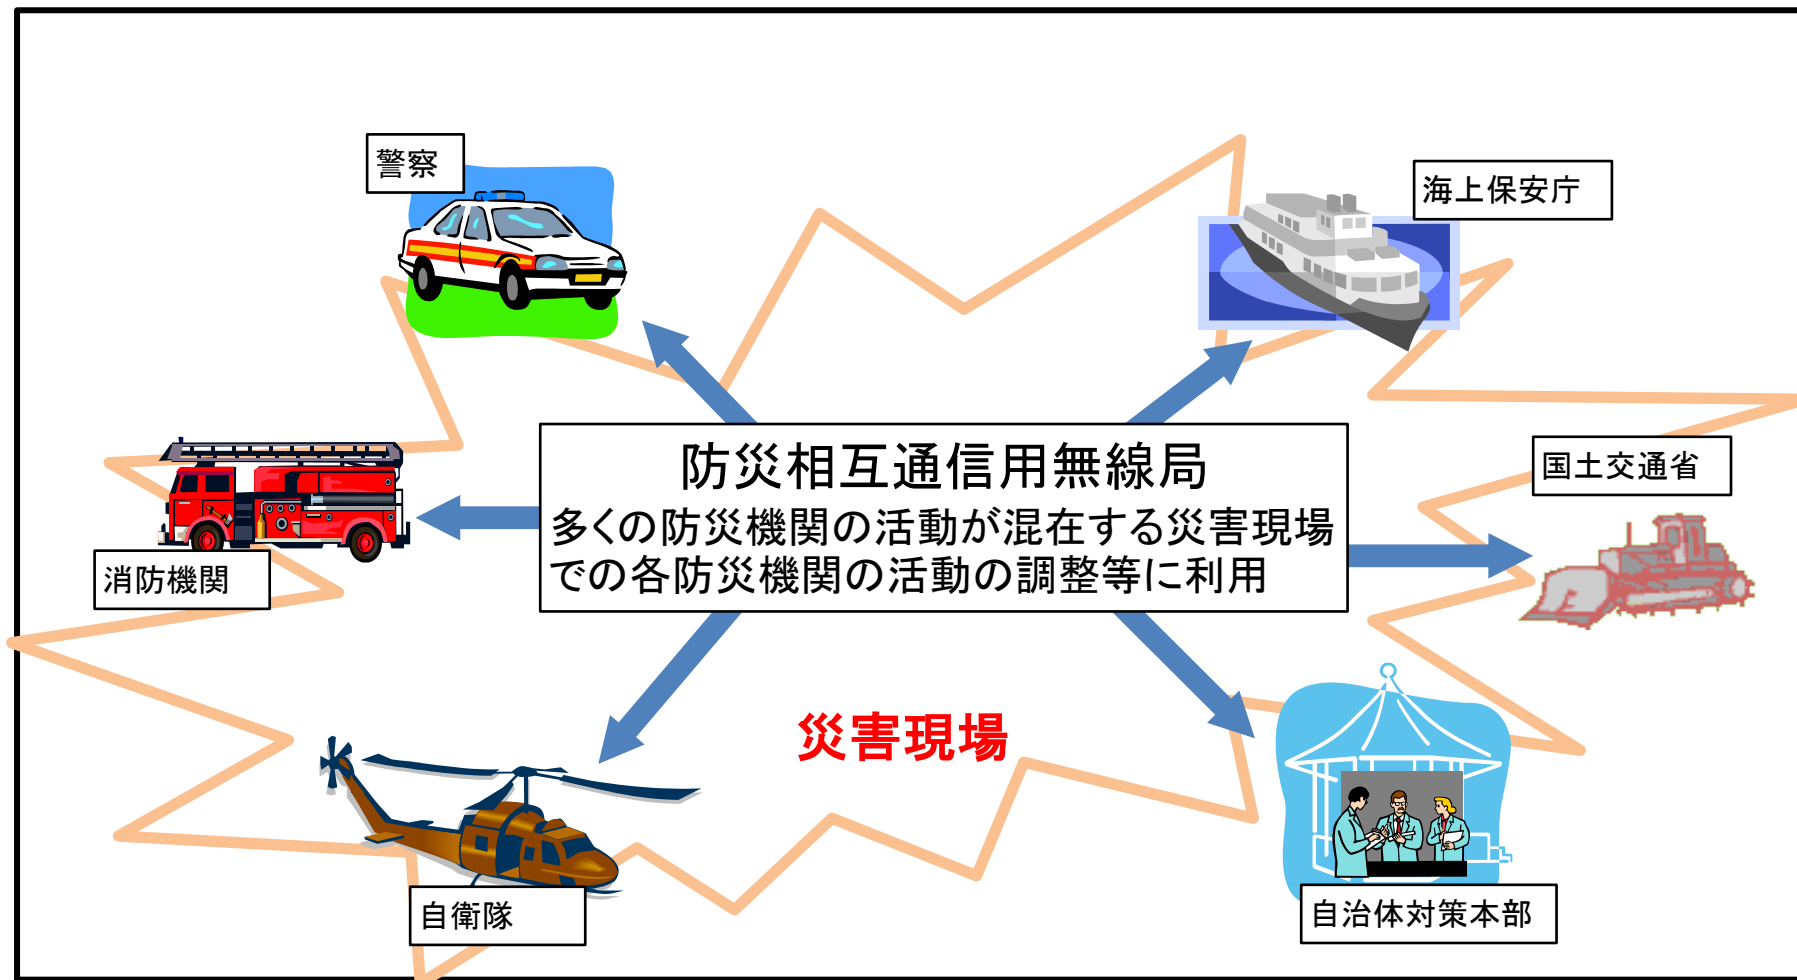 警察
海上保安庁
防災相互通信用無線局
多くの防災機関の活動が混在する災害現場
での各防災機関の活動の調整等に利用
国土交通省
消防機関
災害現場
自衛隊
自治体対策本部